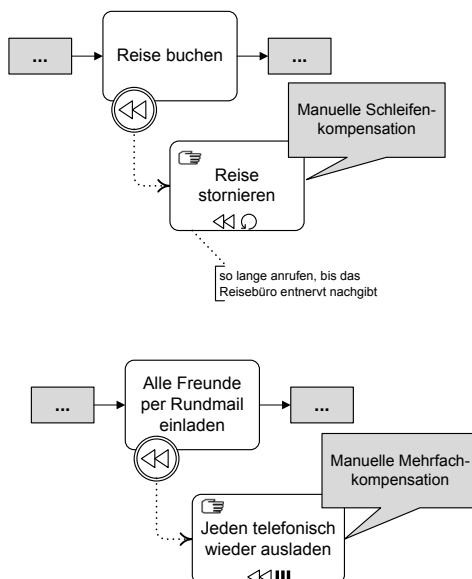 ...
Reise buchen
...
Manuelle Schleifen-
kompensation
Reise
stornieren
so lange anrufen, bis das
Reisebüro entnervt nachgibt
...
Alle Freunde
per Rundmail
einladen
...
Manuelle Mehrfach-
kompensation
Jeden telefonisch
wieder ausladen